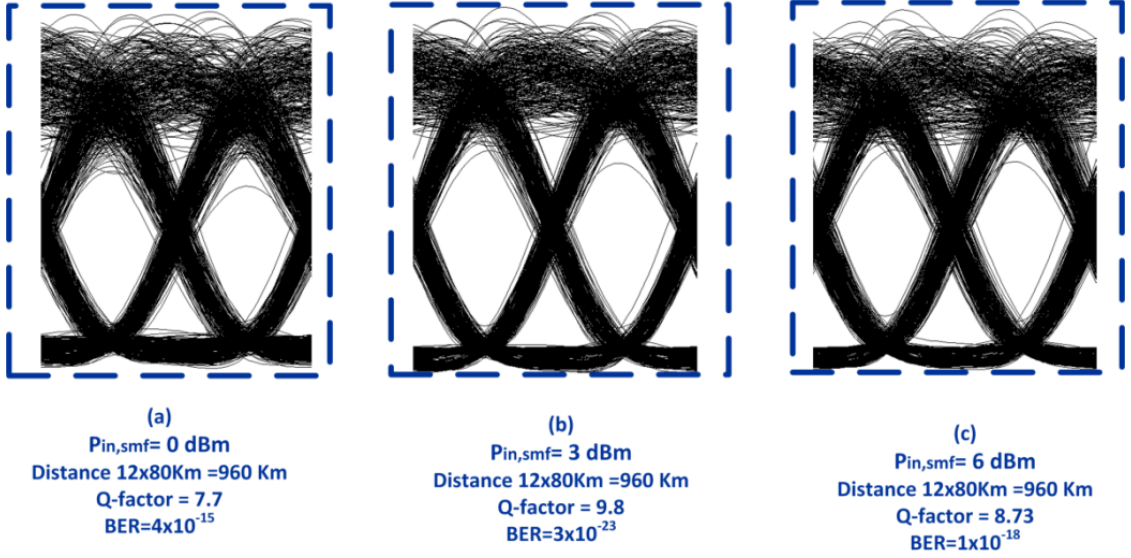 (a)
Pin,smf= 0 dBm
Distance 12x80Km =960 Km
Q-factor = 7.7
BER=4x10⁻¹⁵
(b)
Pin,smf= 3 dBm
Distance 12x80Km =960 Km
Q-factor = 9.8
BER=3x10⁻²³
(c)
Pin,smf= 6 dBm
Distance 12x80Km =960 Km
Q-factor = 8.73
BER=1x10⁻¹⁸